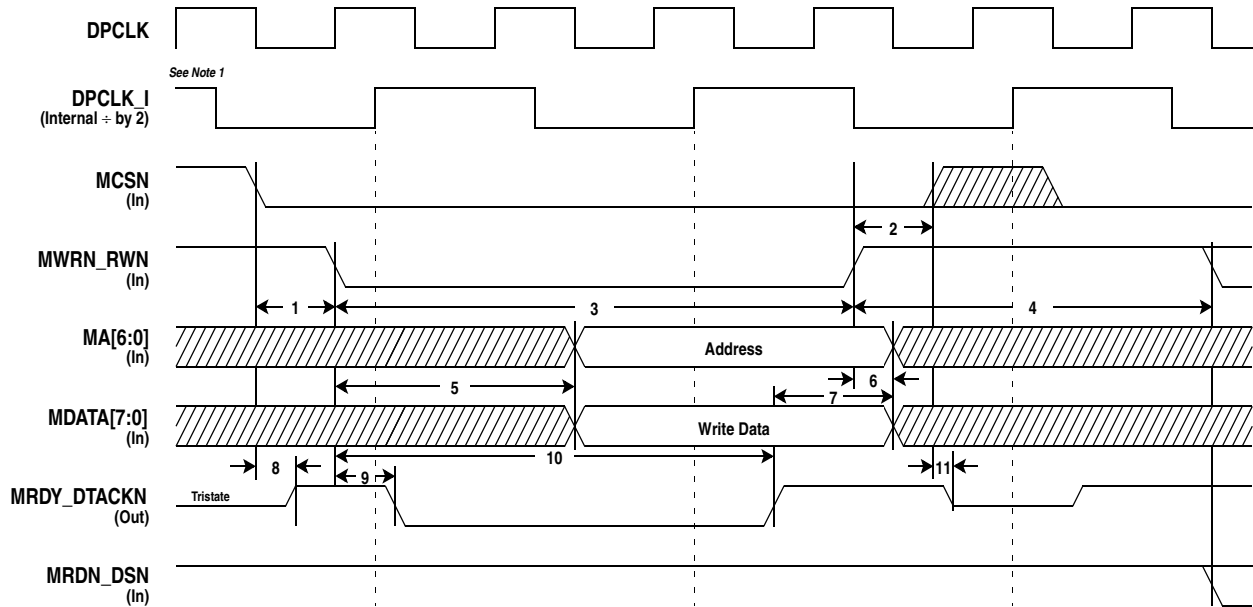 DPCLK
See Note 1
DPCLK_I
(Internal ÷ by 2)
MCSN
(In)
2
MWRN_RWN
(In)
1
3
4
MA[6:0]
(In)
Address
5
6
7
MDATA[7:0]
(In)
Write Data
8
9
10
11
MRDY_DTACKN
(Out)
Tristate
MRDN_DSN
(In)